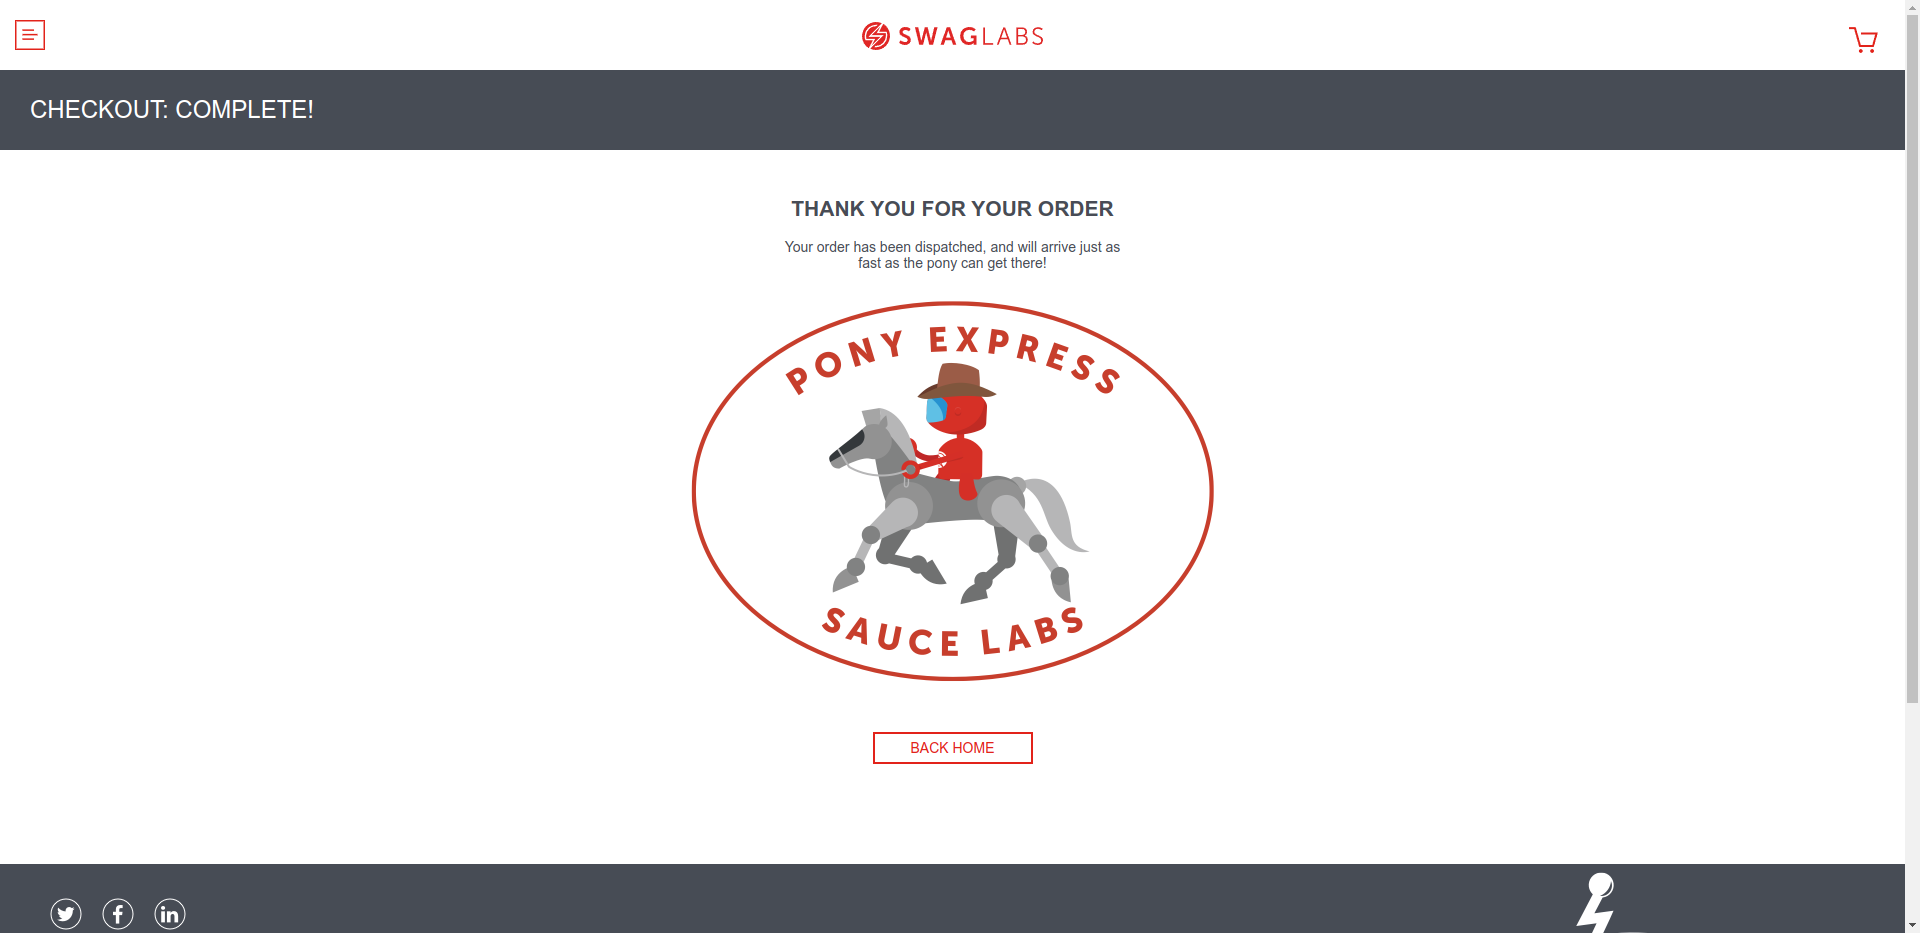 SWAGLABS
CHECKOUT: COMPLETE!
THANK YOU FOR YOUR ORDER
Your order has been dispatched, and will arrive just as
fast as the pony can get there!
PONY EXPRESS
SAUCE LABS
BACK HOME